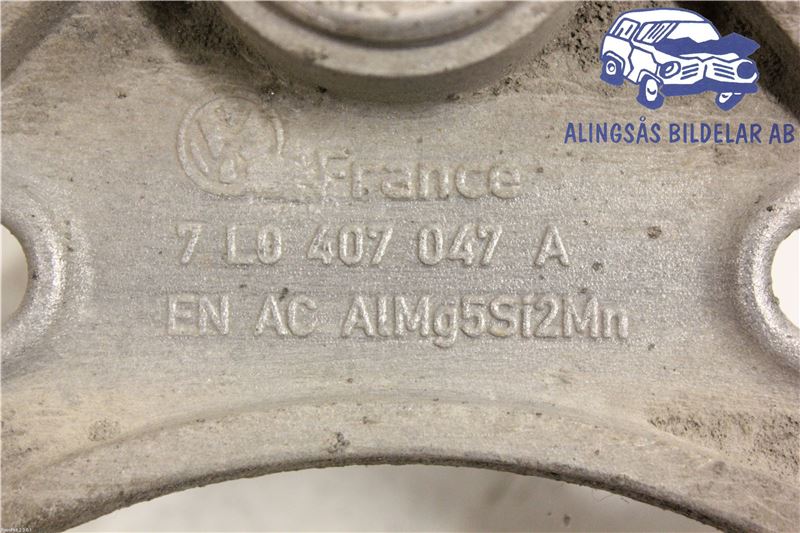 ALINGSÅS BILDELAR AB
France
7 L0 407 047 A
EN AC AlMg5Si2Mn